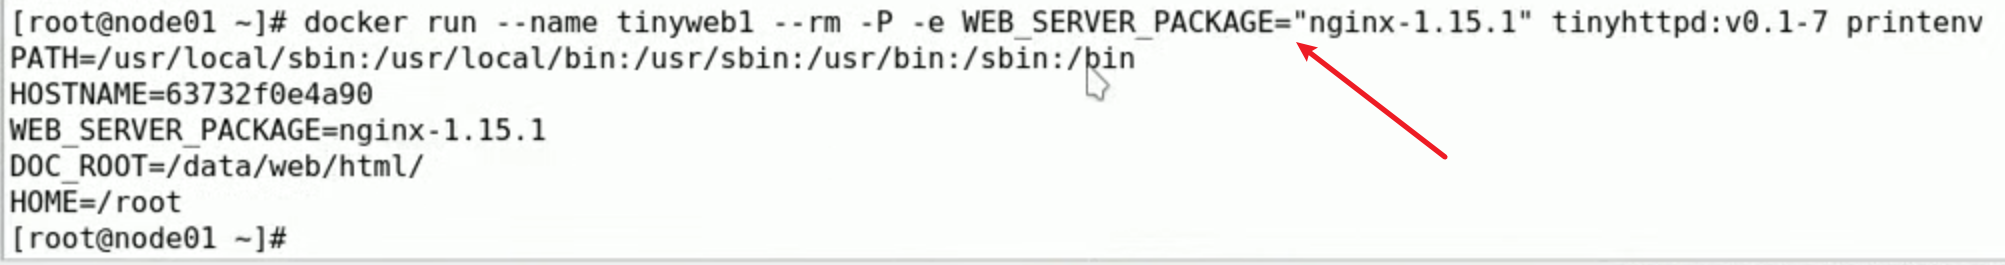 [root@node01 ~]# docker run --name tinyweb1 --rm -P -e WEB_SERVER_PACKAGE="nginx-1.15.1" tinyhttpd:v0.1-7 printenv
PATH=/usr/local/sbin:/usr/local/bin:/usr/sbin:/usr/bin:/sbin:/bin
HOSTNAME=63732f0e4a90
WEB_SERVER_PACKAGE=nginx-1.15.1
DOC_ROOT=/data/web/html/
HOME=/root
[root@node01 ~]#